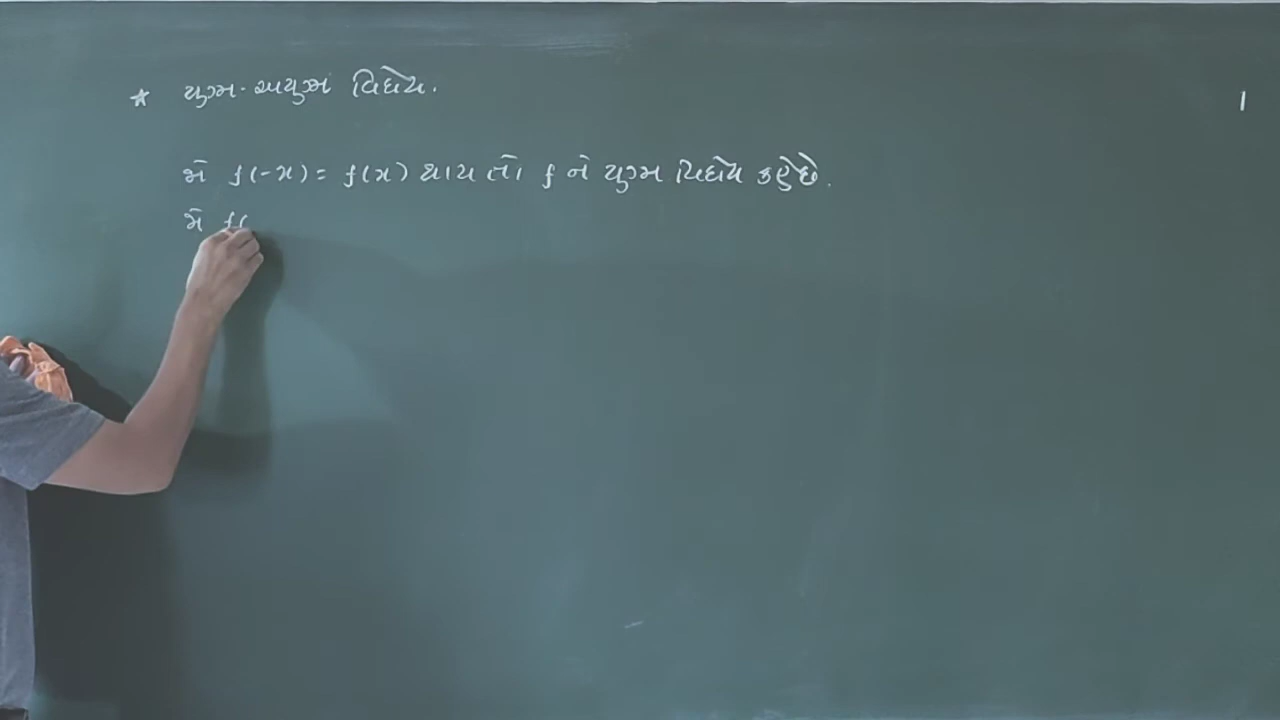 * યુગ્મ-અયુગ્મ વિધેય.
1
જો f(-x) = f(x) થાય તો f ને યુગ્મ વિધેય કહે છે.
જો f(